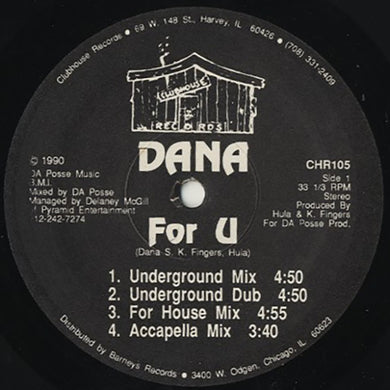 Clubhouse Records • 69 W. 148 St., Harvey, IL 60426 • (708) 331-2409
CLUBHOUSE
RECORDS
DANA
© 1990
DA Posse Music
B.M.I.
Mixed by DA Posse
Managed by Delaney McGill
Pyramid Entertainment
12-242-7274
CHR105
Side 1
33 1/3 RPM
Stereo
Produced By
Hula & K. Fingers
For DA Posse Prod.
For U
(Dana S. K. Fingers, Hula)
1. Underground Mix 4:50
2. Underground Dub 4:50
3. For House Mix 4:55
4. Accapella Mix 3:40
Distributed by Barneys Records • 3400 W. Odgen, Chicago, IL 60623